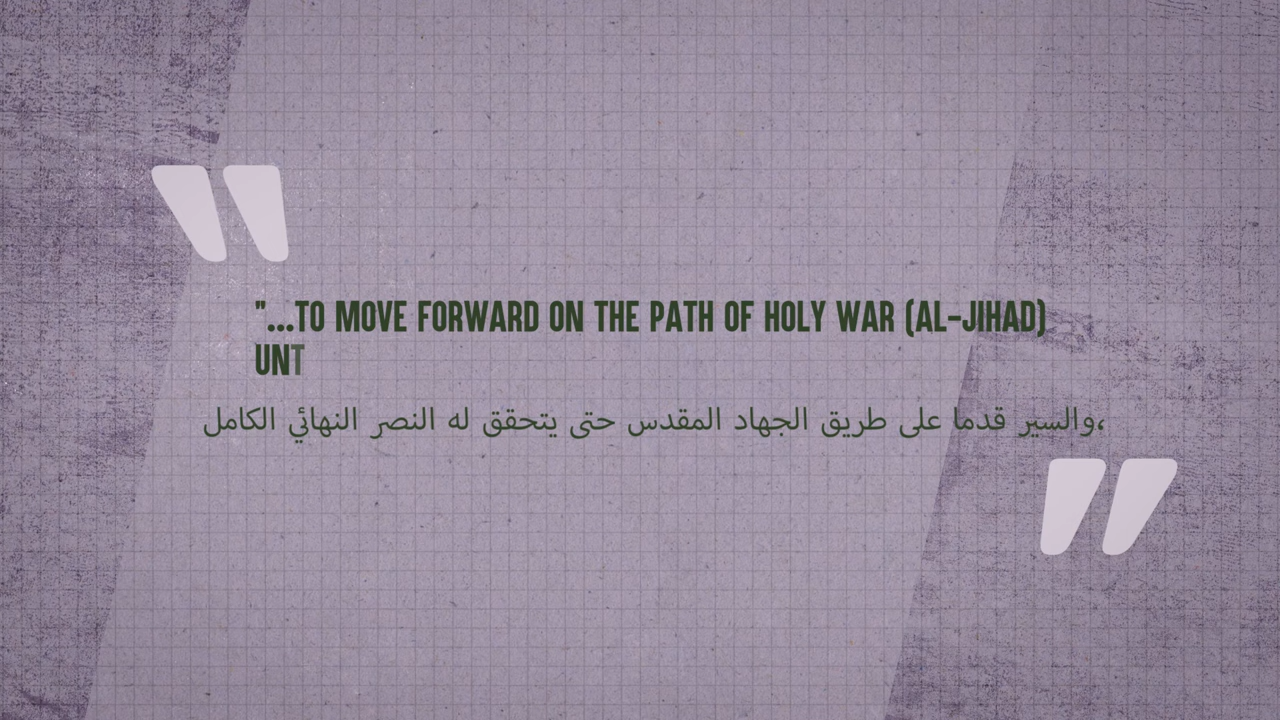 "...TO MOVE FORWARD ON THE PATH OF HOLY WAR (AL-JIHAD)
UNT
،والسير قدما على طريق الجهاد المقدس حتى يتحقق له النصر النهائي الكامل